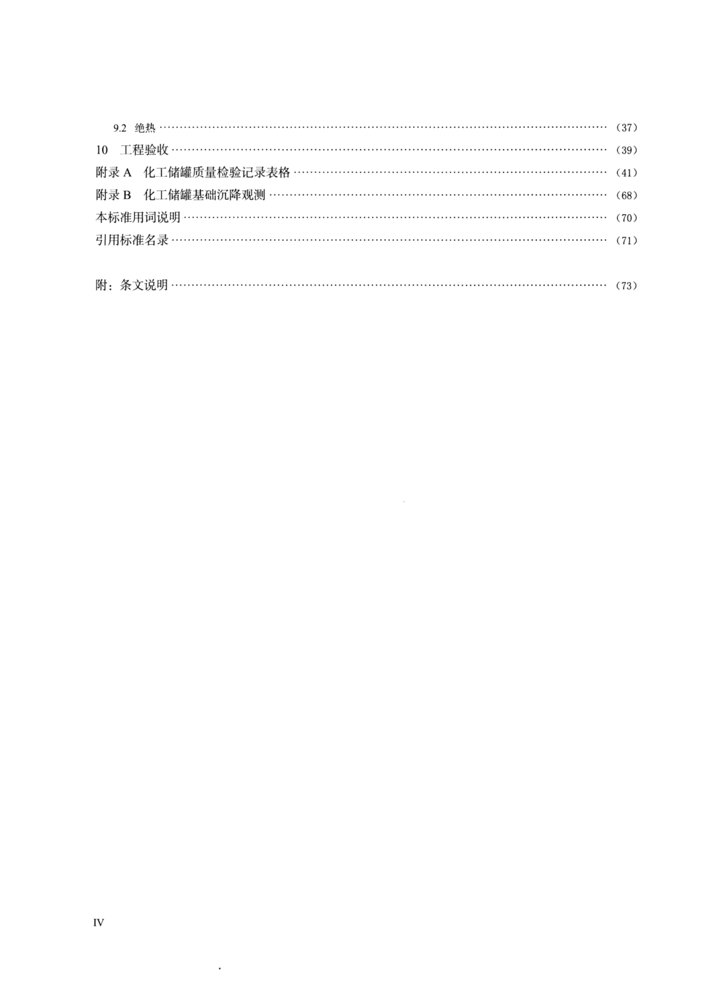 9.2 绝热 …………………………………………………………………………………………… (37)
10 工程验收 ………………………………………………………………………………………… (39)
附录 A 化工储罐质量检验记录表格 ……………………………………………………………… (41)
附录 B 化工储罐基础沉降观测 …………………………………………………………………… (68)
本标准用词说明 ……………………………………………………………………………………… (70)
引用标准名录 ………………………………………………………………………………………… (71)
附：条文说明 ………………………………………………………………………………………… (73)
IV